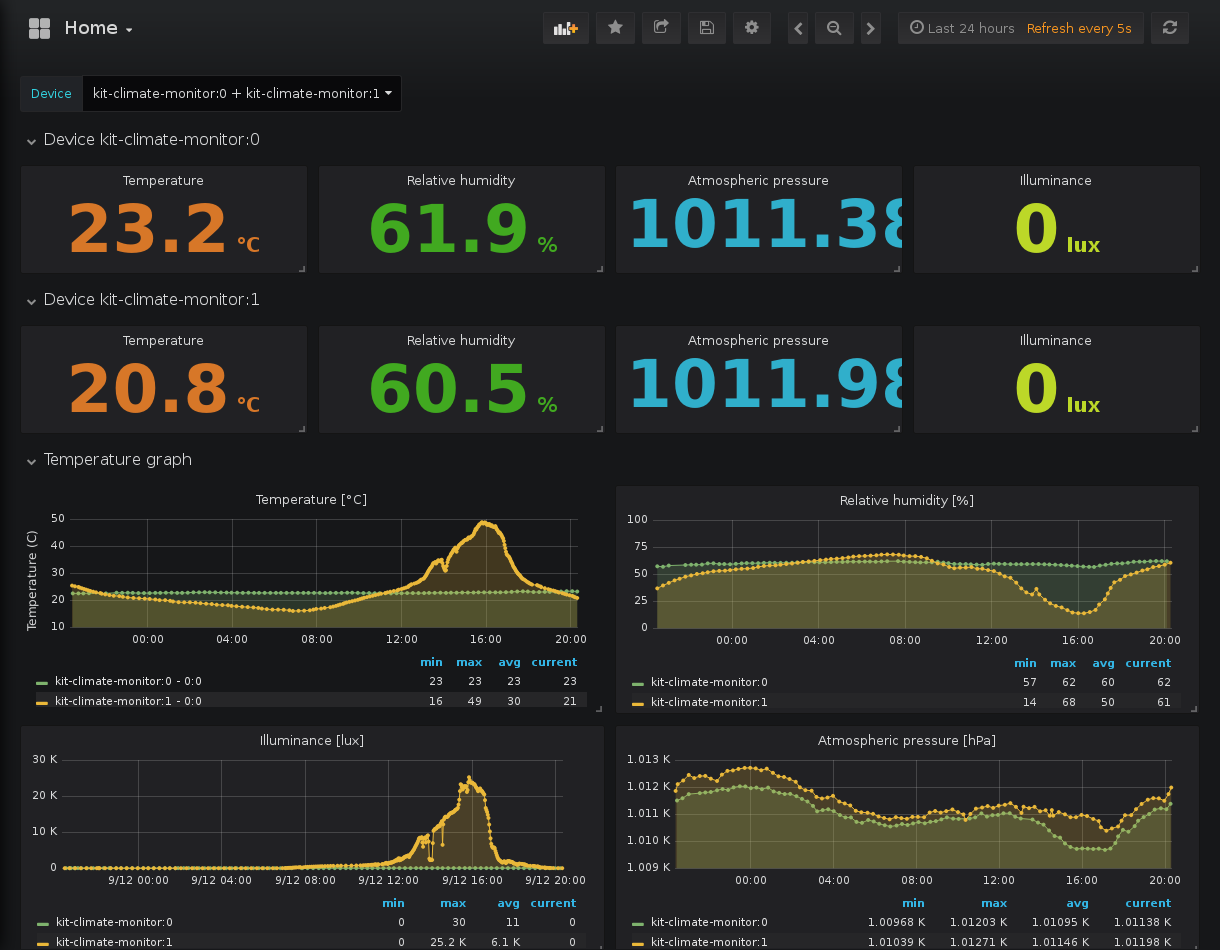 Home
Last 24 hours Refresh every 5s
Device kit-climate-monitor:0 + kit-climate-monitor:1
Device kit-climate-monitor:0
Temperature Relative humidity Atmospheric pressure Illuminance
23.2 °C 61.9 % 1011.38 0 lux
Device kit-climate-monitor:1
Temperature Relative humidity Atmospheric pressure Illuminance
20.8 °C 60.5 % 1011.98 0 lux
Temperature graph
Temperature [°C]
Temperature (C)
50
40
30
20
10
00:00 04:00 08:00 12:00 16:00 20:00
min max avg current
kit-climate-monitor:0 - 0:0 23 23 23 23
kit-climate-monitor:1 - 0:0 16 49 30 21
Relative humidity [%]
100
75
50
25
0
00:00 04:00 08:00 12:00 16:00 20:00
min max avg current
kit-climate-monitor:0 57 62 60 62
kit-climate-monitor:1 14 68 50 61
Illuminance [lux]
30 K
20 K
10 K
0
9/12 00:00 9/12 04:00 9/12 08:00 9/12 12:00 9/12 16:00 9/12 20:00
min max avg current
kit-climate-monitor:0 0 30 11 0
kit-climate-monitor:1 0 25.2 K 6.1 K 0
Atmospheric pressure [hPa]
1.013 K
1.012 K
1.011 K
1.010 K
1.009 K
00:00 04:00 08:00 12:00 16:00 20:00
min max avg current
kit-climate-monitor:0 1.00968 K 1.01203 K 1.01095 K 1.01138 K
kit-climate-monitor:1 1.01039 K 1.01271 K 1.01146 K 1.01198 K